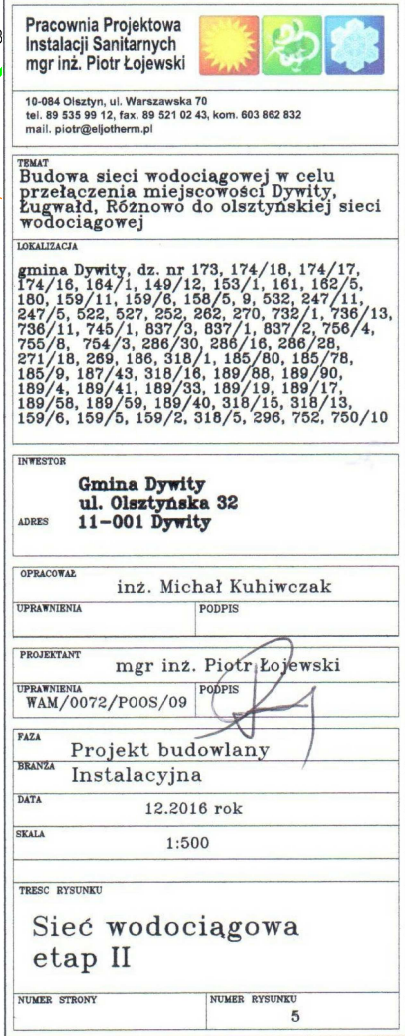 Pracownia Projektowa
Instalacji Sanitarnych
mgr inż. Piotr Łojewski
10-084 Olsztyn, ul. Warszawska 70
tel. 89 535 99 12, fax. 89 521 02 43, kom. 603 862 832
mail. piotr@eljotherm.pl
TEMAT
Budowa sieci wodociągowej w celu
przełączenia miejscowości Dywity,
Ługwałd, Różnowo do olsztyńskiej sieci
wodociągowej
LOKALIZACJA
gmina Dywity, dz. nr 173, 174/18, 174/17,
174/16, 164/1, 149/12, 153/1, 161, 162/5,
180, 159/11, 159/6, 158/5, 9, 532, 247/11,
247/5, 522, 527, 252, 262, 270, 732/1, 736/13,
736/11, 745/1, 837/3, 837/1, 837/2, 756/4,
755/8, 754/3, 286/30, 286/16, 286/28,
271/18, 269, 186, 318/1, 185/80, 185/78,
185/9, 187/43, 318/16, 189/88, 189/90,
189/4, 189/41, 189/33, 189/19, 189/17,
189/58, 189/59, 189/40, 318/15, 318/13,
159/6, 159/5, 159/2, 318/5, 296, 752, 750/10
INWESTOR
Gmina Dywity
ul. Olsztyńska 32
ADRES 11-001 Dywity
OPRACOWAŁ
inż. Michał Kuhiwczak
UPRAWNIENIA PODPIS
PROJEKTANT
mgr inż. Piotr Łojewski
UPRAWNIENIA PODPIS
WAM/0072/POOS/09
FAZA
Projekt budowlany
BRANŻA
Instalacyjna
DATA
12.2016 rok
SKALA
1:500
TRESC RYSUNKU
Sieć wodociągowa
etap II
NUMER STRONY NUMER RYSUNKU
5